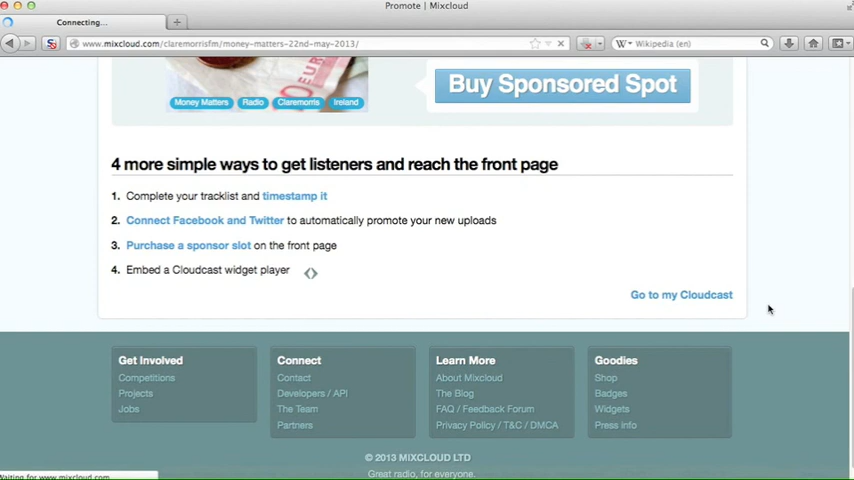 Promote | Mixcloud
Connecting...
www.mixcloud.com/claremorrisfm/money-matters-22nd-may-2013/
Wikipedia (en)
EURO
Money Matters Radio Claremorris Ireland
Buy Sponsored Spot
4 more simple ways to get listeners and reach the front page
1. Complete your tracklist and timestamp it
2. Connect Facebook and Twitter to automatically promote your new uploads
3. Purchase a sponsor slot on the front page
4. Embed a Cloudcast widget player
Go to my Cloudcast
Get Involved
Competitions
Projects
Jobs
Connect
Contact
Developers / API
The Team
Partners
Learn More
About Mixcloud
The Blog
FAQ / Feedback Forum
Privacy Policy / T&C / DMCA
Goodies
Shop
Badges
Widgets
Press info
© 2013 MIXCLOUD LTD
Great radio, for everyone.
Waiting for www.mixcloud.com...